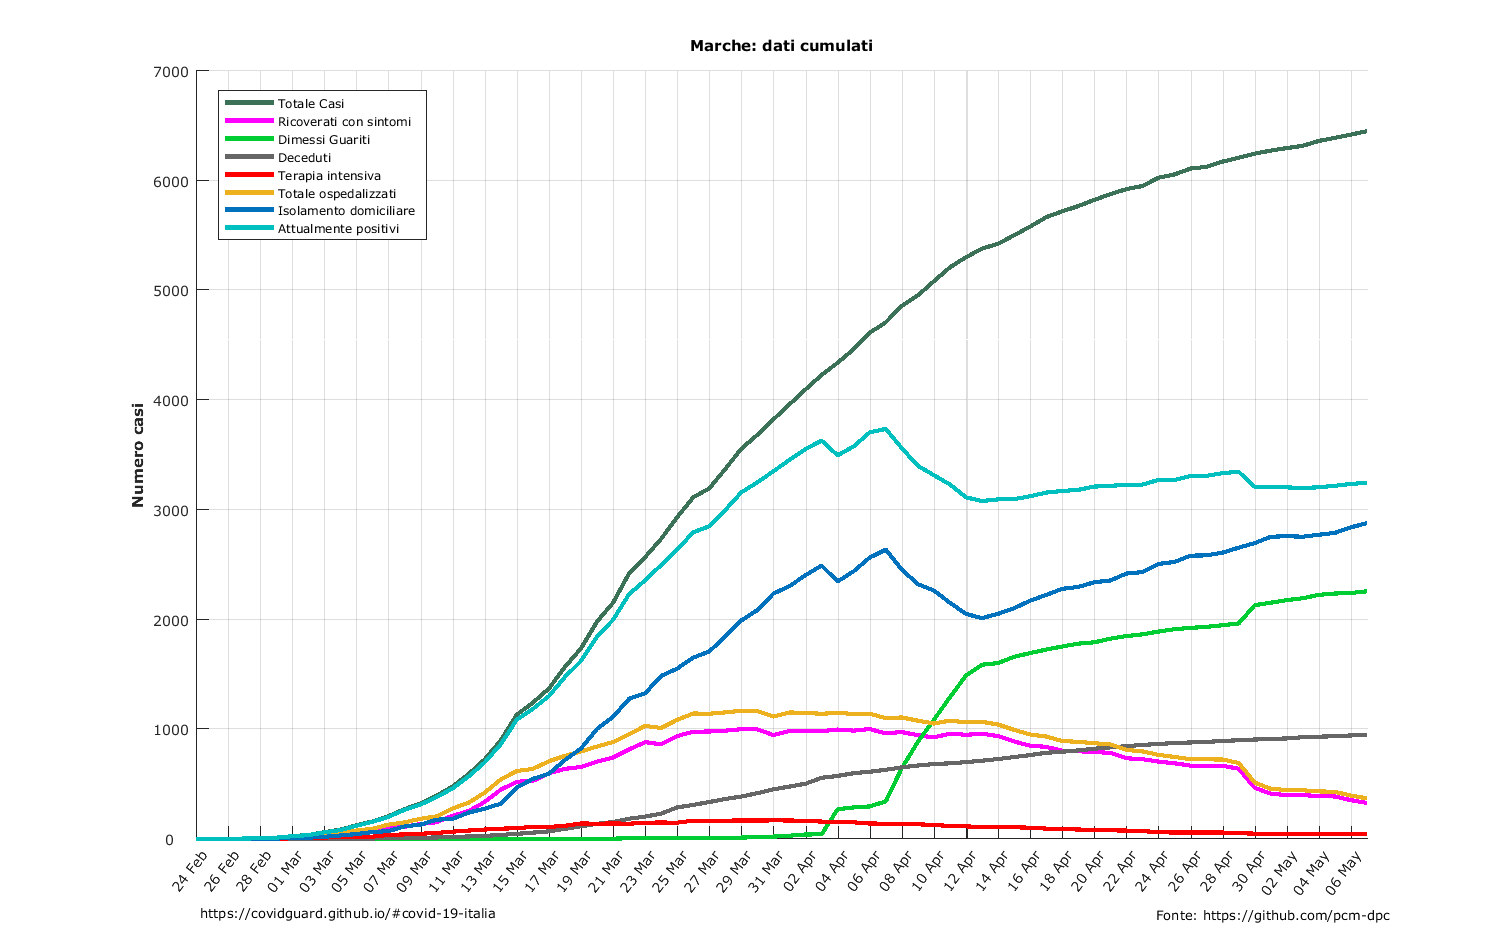 Marche: dati cumulati
Numero casi
7000
6000
5000
4000
3000
2000
1000
0
Totale Casi
Ricoverati con sintomi
Dimessi Guariti
Deceduti
Terapia intensiva
Totale ospedalizzati
Isolamento domiciliare
Attualmente positivi
24 Feb
26 Feb
28 Feb
01 Mar
03 Mar
05 Mar
07 Mar
09 Mar
11 Mar
13 Mar
15 Mar
17 Mar
19 Mar
21 Mar
23 Mar
25 Mar
27 Mar
29 Mar
31 Mar
02 Apr
04 Apr
06 Apr
08 Apr
10 Apr
12 Apr
14 Apr
16 Apr
18 Apr
20 Apr
22 Apr
24 Apr
26 Apr
28 Apr
30 Apr
02 May
04 May
06 May
https://covidguard.github.io/#covid-19-italia
Fonte: https://github.com/pcm-dpc